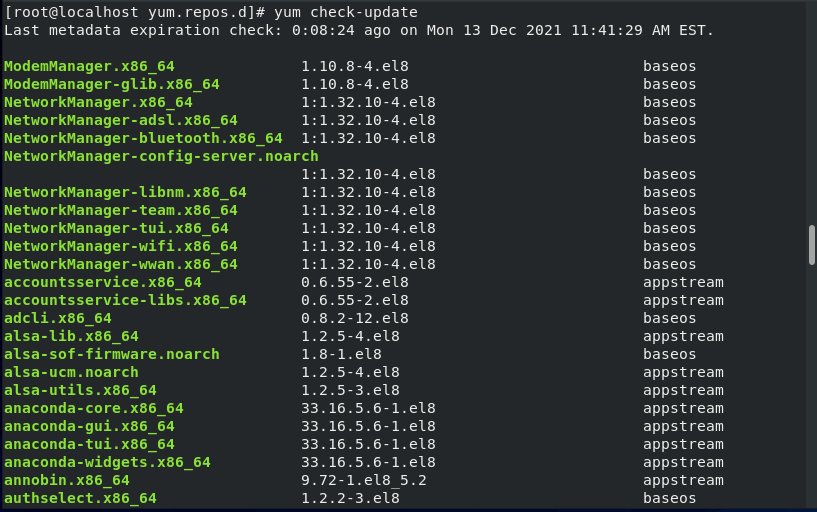 [root@localhost yum.repos.d]# yum check-update
Last metadata expiration check: 0:08:24 ago on Mon 13 Dec 2021 11:41:29 AM EST.
ModemManager.x86_64 1.10.8-4.el8 baseos
ModemManager-glib.x86_64 1.10.8-4.el8 baseos
NetworkManager.x86_64 1:1.32.10-4.el8 baseos
NetworkManager-adsl.x86_64 1:1.32.10-4.el8 baseos
NetworkManager-bluetooth.x86_64 1:1.32.10-4.el8 baseos
NetworkManager-config-server.noarch
1:1.32.10-4.el8 baseos
NetworkManager-libnm.x86_64 1:1.32.10-4.el8 baseos
NetworkManager-team.x86_64 1:1.32.10-4.el8 baseos
NetworkManager-tui.x86_64 1:1.32.10-4.el8 baseos
NetworkManager-wifi.x86_64 1:1.32.10-4.el8 baseos
NetworkManager-wwan.x86_64 1:1.32.10-4.el8 baseos
accountsservice.x86_64 0.6.55-2.el8 appstream
accountsservice-libs.x86_64 0.6.55-2.el8 appstream
adcli.x86_64 0.8.2-12.el8 baseos
alsa-lib.x86_64 1.2.5-4.el8 appstream
alsa-sof-firmware.noarch 1.8-1.el8 baseos
alsa-ucm.noarch 1.2.5-4.el8 appstream
alsa-utils.x86_64 1.2.5-3.el8 appstream
anaconda-core.x86_64 33.16.5.6-1.el8 appstream
anaconda-gui.x86_64 33.16.5.6-1.el8 appstream
anaconda-tui.x86_64 33.16.5.6-1.el8 appstream
anaconda-widgets.x86_64 33.16.5.6-1.el8 appstream
annobin.x86_64 9.72-1.el8_5.2 appstream
authselect.x86_64 1.2.2-3.el8 baseos